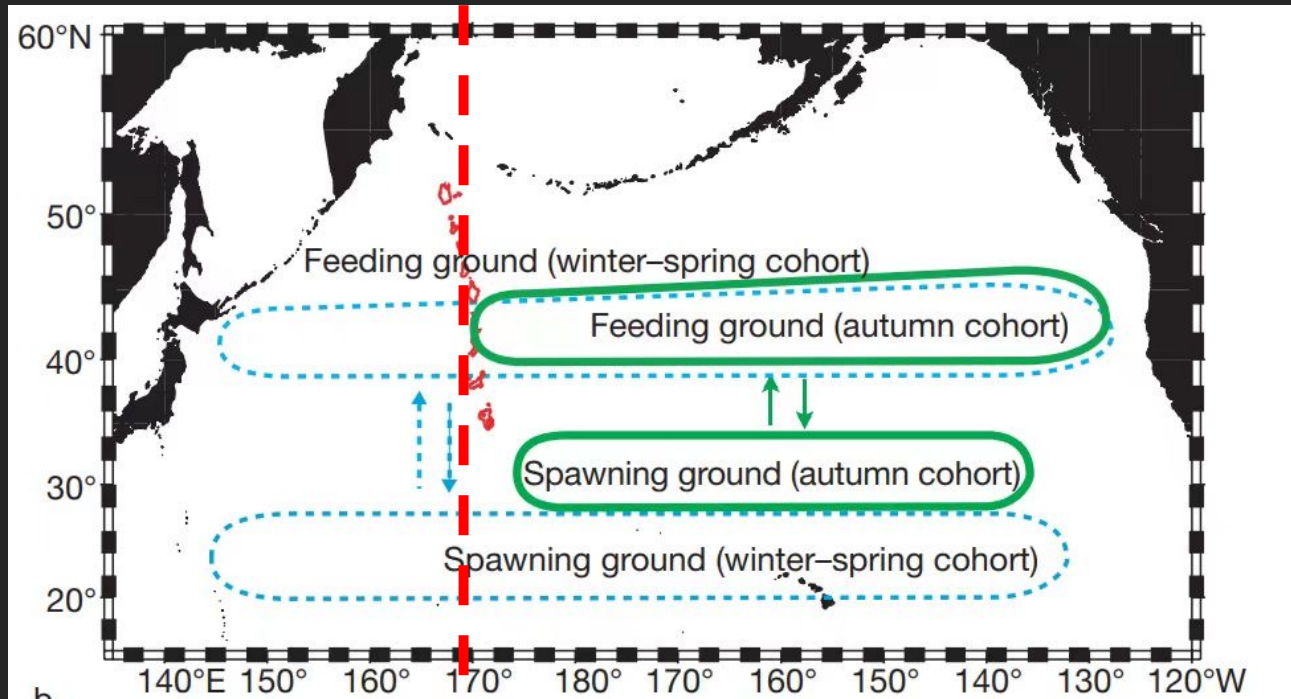 60°N
50°
Feeding ground (winter–spring cohort)
Feeding ground (autumn cohort)
40°
Spawning ground (autumn cohort)
30°
Spawning ground (winter–spring cohort)
20°
140°E 150° 160° 170° 180° 170° 160° 150° 140° 130° 120°W